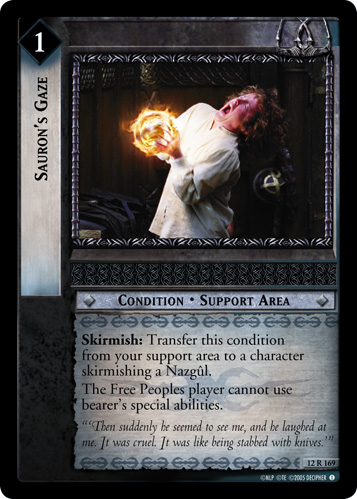 1
SAURON'S GAZE
CONDITION • SUPPORT AREA
Skirmish: Transfer this condition
from your support area to a character
skirmishing a Nazgûl.
The Free Peoples player cannot use
bearer's special abilities.
"'Then suddenly he seemed to see me, and he laughed at
me. It was cruel. It was like being stabbed with knives.'"
12 R 169
©NLP ©TE ©2005 DECIPHER